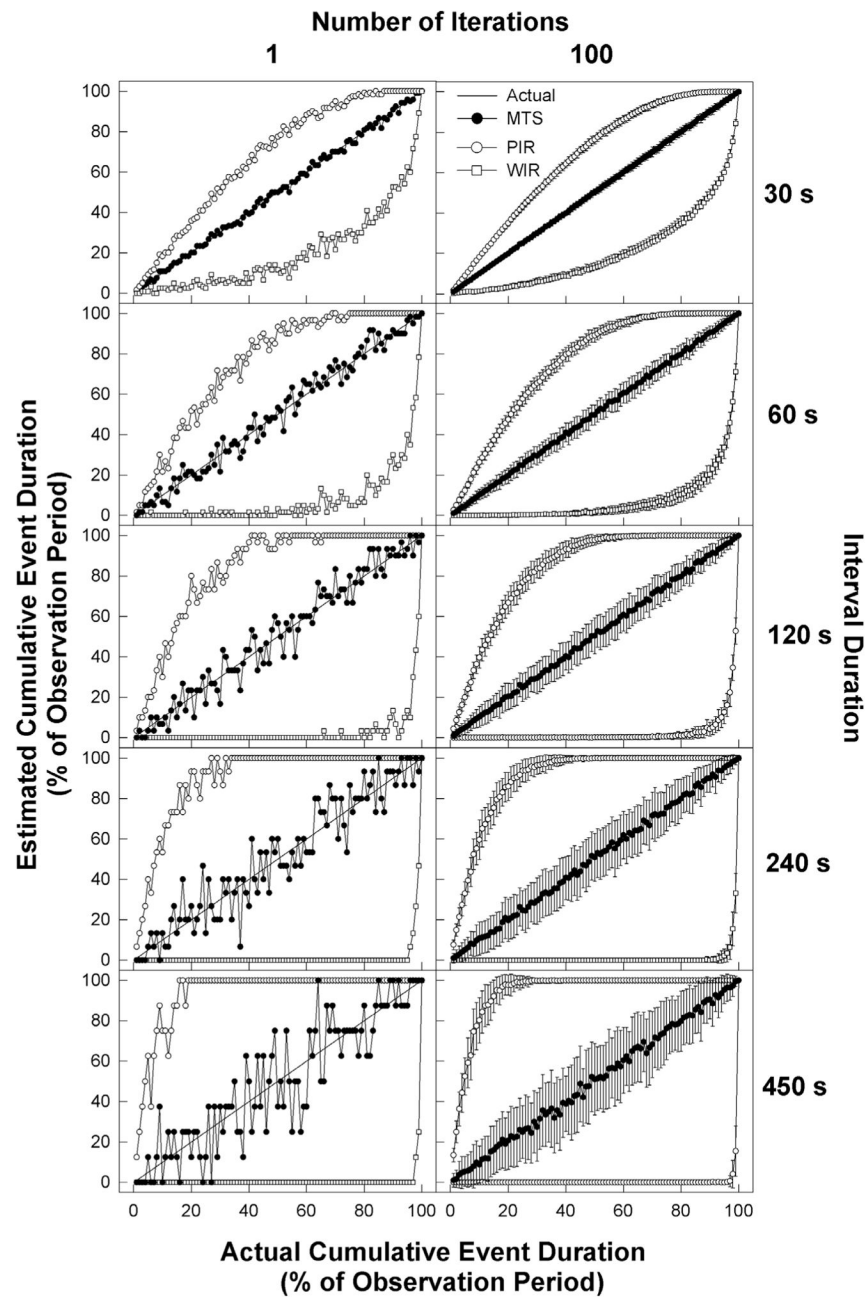 Number of Iterations
1
100
100
80
60
40
20
0
Actual
MTS
PIR
WIR
30 s
100
80
60
40
20
0
60 s
100
80
60
40
20
0
120 s
100
80
60
40
20
0
240 s
100
80
60
40
20
0
450 s
0 20 40 60 80 100
0 20 40 60 80 100
Estimated Cumulative Event Duration
(% of Observation Period)
Interval Duration
Actual Cumulative Event Duration
(% of Observation Period)